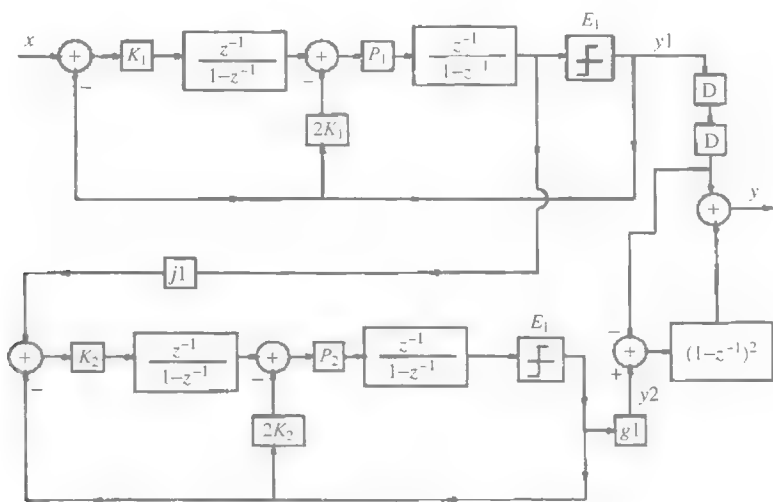 E₁
x + K₁ z⁻¹ + P₁ z⁻¹ y1
1−z⁻¹ 1−z⁻¹
D
− −
2K₁ D
+ y
j1
−
E₁
+ K₂ z⁻¹ + P₂ z⁻¹ + (1−z⁻¹)²
1−z⁻¹ 1−z⁻¹
− − +
y2
2K₂ g1